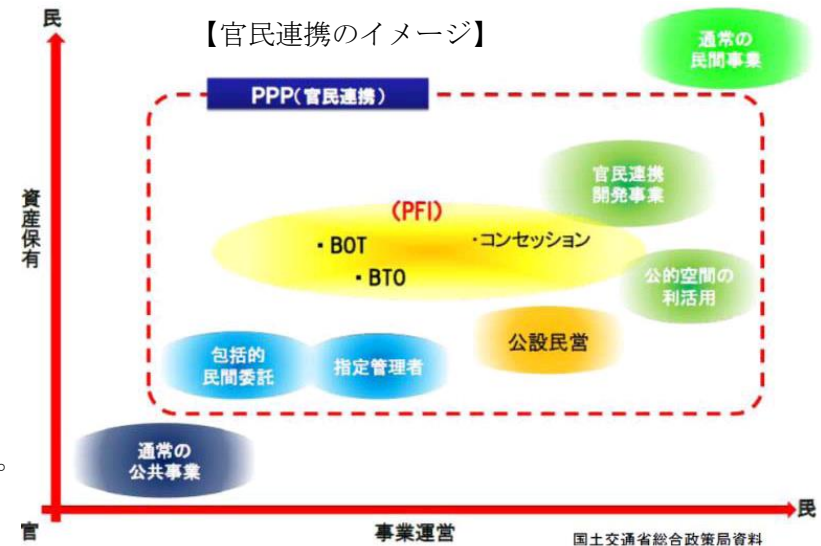 民
【官民連携のイメージ】
通常の
民間事業
PPP(官民連携)
資産保有
官民連携
開発事業
(PFI)
・BOT
・コンセッション
・BTO
公的空間の
利活用
公設民営
包括的
民間委託
指定管理者
通常の
公共事業
。
民
官
事業運営
国土交通省総合政策局資料